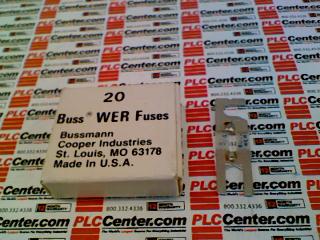 20
Buss WER Fuses
Bussmann
Cooper Industries
St. Louis, MO 63178
Made in U.S.A.
PLCCenter.com
800.332.4336